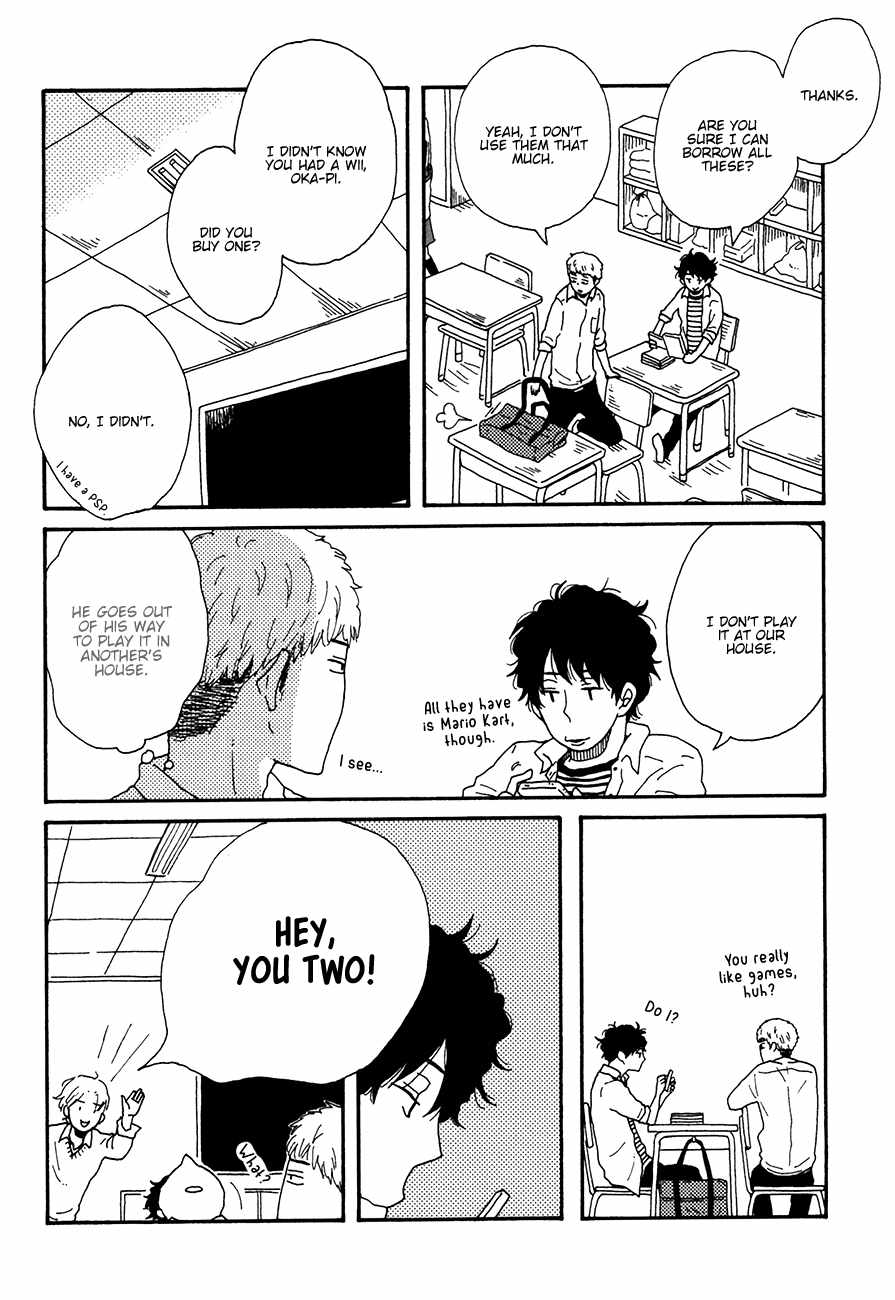 THANKS.
ARE YOU
SURE I CAN
BORROW ALL
THESE?
YEAH, I DON'T
USE THEM THAT
MUCH.
I DIDN'T KNOW
YOU HAD A WII,
OKA-PI.
DID YOU
BUY ONE?
NO, I DIDN'T.
I have a PSP.
I DON'T PLAY
IT AT OUR
HOUSE.
All they have
is Mario Kart,
though.
I see...
HE GOES OUT
OF HIS WAY
TO PLAY IT IN
ANOTHER'S
HOUSE.
You really
like games,
huh?
Do I?
HEY,
YOU TWO!
What?